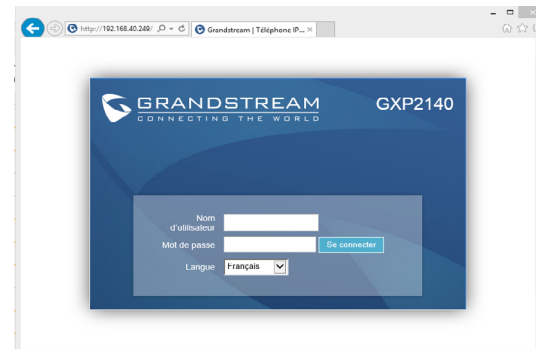 http://192.168.40.249/
Grandstream | Téléphone IP...
GRANDSTREAM
CONNECTING THE WORLD
GXP2140
Nom
d'utilisateur
Mot de passe
Se connecter
Langue
Français